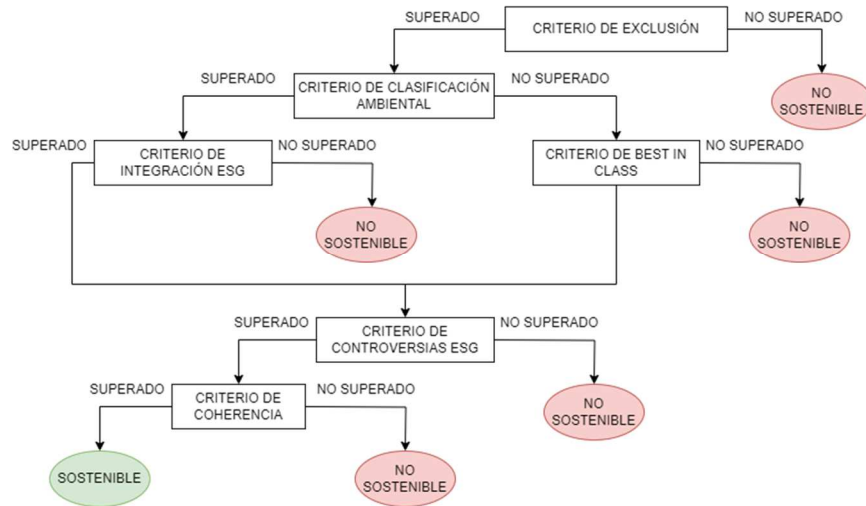 SUPERADO
CRITERIO DE EXCLUSIÓN
NO SUPERADO
SUPERADO
CRITERIO DE CLASIFICACIÓN
AMBIENTAL
NO SUPERADO
NO
SOSTENIBLE
SUPERADO
CRITERIO DE
INTEGRACIÓN ESG
NO SUPERADO
CRITERIO DE BEST IN
CLASS
NO SUPERADO
NO
SOSTENIBLE
NO
SOSTENIBLE
SUPERADO
CRITERIO DE
CONTROVERSIAS ESG
NO SUPERADO
SUPERADO
CRITERIO DE
COHERENCIA
NO SUPERADO
NO
SOSTENIBLE
SOSTENIBLE
NO
SOSTENIBLE